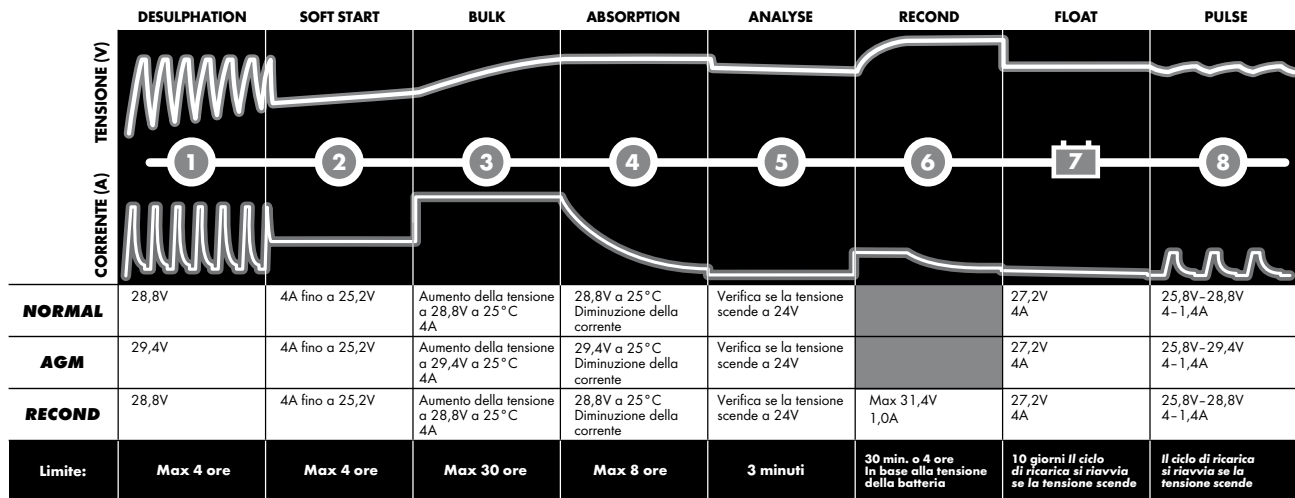 DESULPHATION SOFT START BULK ABSORPTION ANALYSE RECOND FLOAT PULSE
TENSIONE (V)
1 2 3 4 5 6 7 8
CORRENTE (A)
NORMAL
28,8V
4A fino a 25,2V
Aumento della tensione
a 28,8V a 25°C
4A
28,8V a 25°C
Diminuzione della
corrente
Verifica se la tensione
scende a 24V
27,2V
4A
25,8V–28,8V
4–1,4A
AGM
29,4V
4A fino a 25,2V
Aumento della tensione
a 29,4V a 25°C
4A
29,4V a 25°C
Diminuzione della
corrente
Verifica se la tensione
scende a 24V
27,2V
4A
25,8V–29,4V
4–1,4A
RECOND
28,8V
4A fino a 25,2V
Aumento della tensione
a 28,8V a 25°C
4A
28,8V a 25°C
Diminuzione della
corrente
Verifica se la tensione
scende a 24V
Max 31,4V
1,0A
27,2V
4A
25,8V–28,8V
4–1,4A
Limite:
Max 4 ore
Max 4 ore
Max 30 ore
Max 8 ore
3 minuti
30 min. o 4 ore
In base alla tensione
della batteria
10 giorni Il ciclo
di ricarica si riavvia
se la tensione scende
Il ciclo di ricarica
si riavvia se la
tensione scende